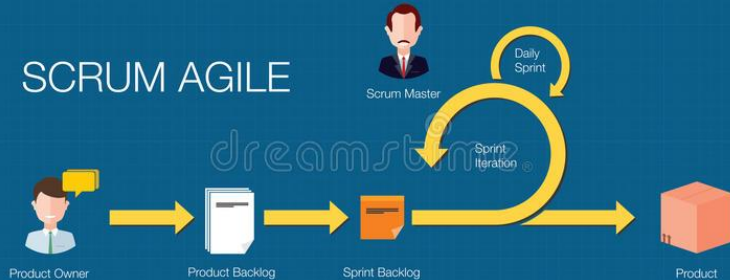 SCRUM AGILE
Scrum Master
Daily
Sprint
Sprint
Iteration
dreamstime
Product Owner
Product Backlog
Sprint Backlog
Product